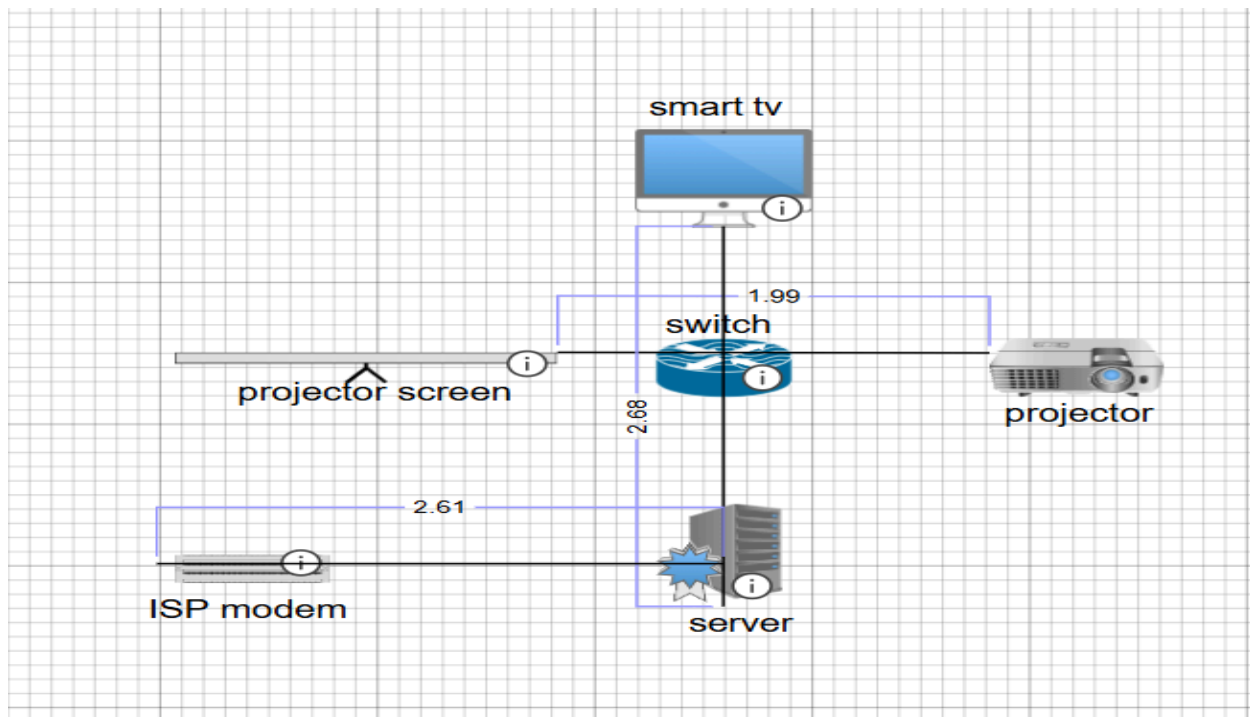 smart tv
1.99
switch
projector screen
projector
2.68
2.61
ISP modem
server
i
i
i
i
i